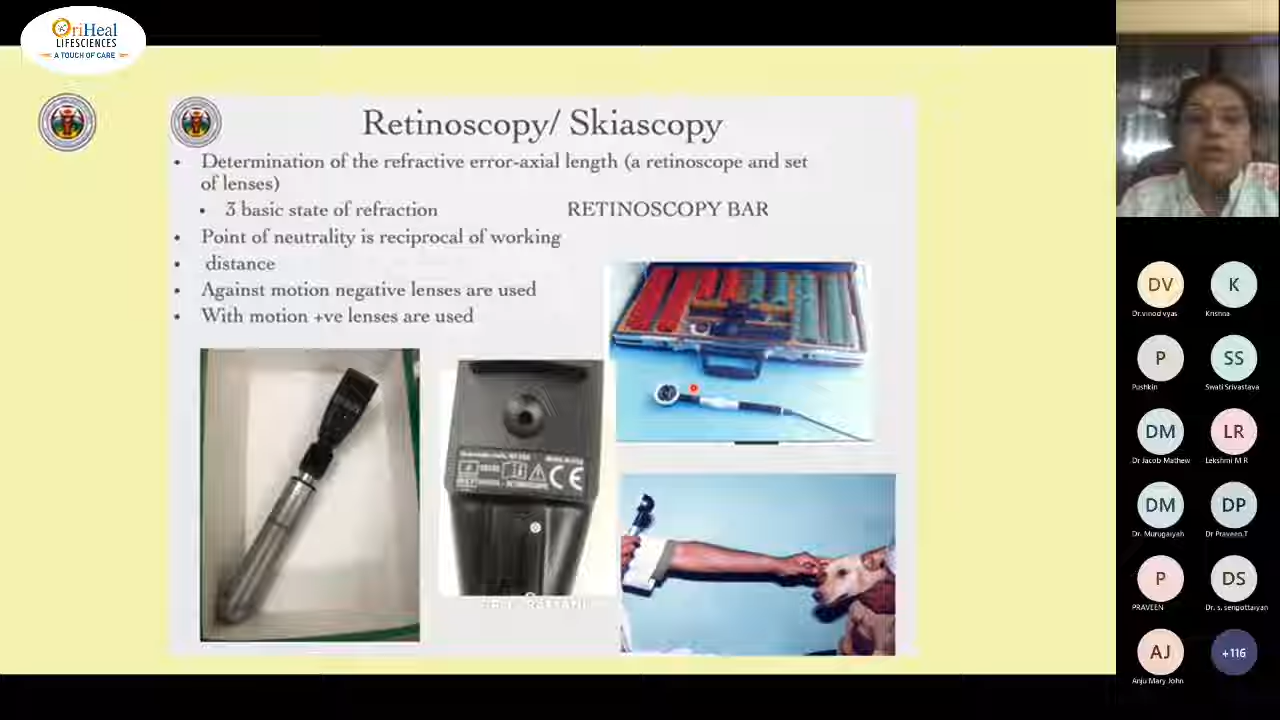 OriHeal
LIFESCIENCES
A TOUCH OF CARE
Retinoscopy/ Skiascopy
• Determination of the refractive error-axial length (a retinoscope and set
of lenses)
• 3 basic state of refraction
RETINOSCOPY BAR
• Point of neutrality is reciprocal of working
• distance
• Against motion negative lenses are used
• With motion +ve lenses are used
CE
DV
Dr.vinod vyas
K
Krishna
P
Pushkin
SS
Swati Srivastava
DM
Dr Jacob Mathew
LR
Lekshmi M R
DM
Dr. Murugaiyah
DP
Dr Praveen.T
P
PRAVEEN
DS
Dr. s. sengottaiyan
AJ
Anju Mary John
+116